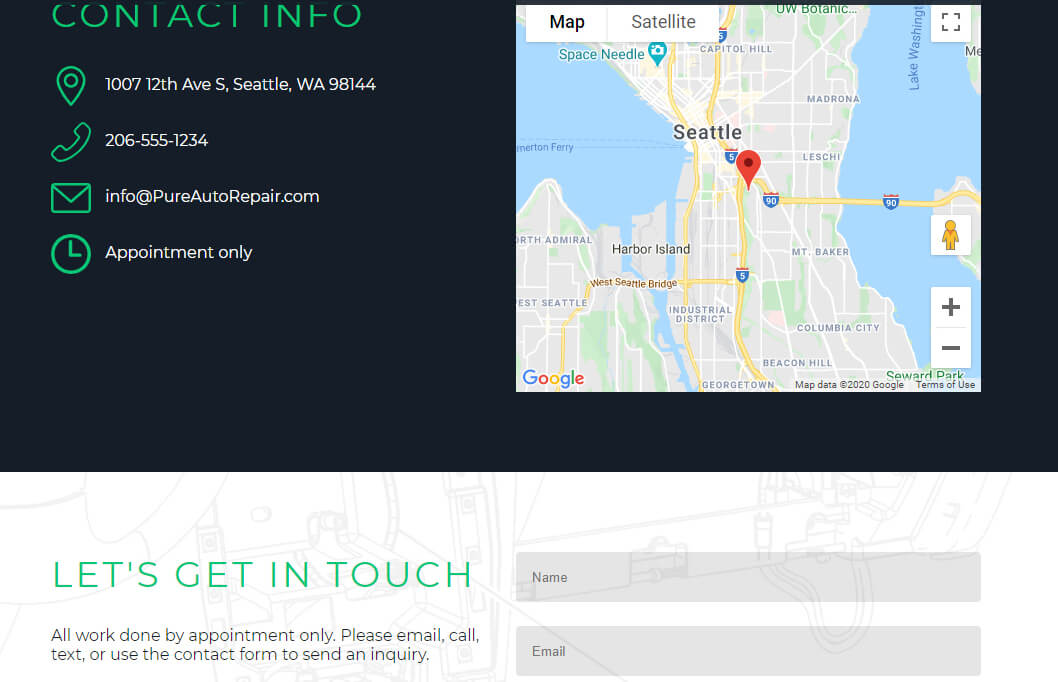 CONTACT INFO
1007 12th Ave S, Seattle, WA 98144
206-555-1234
info@PureAutoRepair.com
Appointment only
Map
Satellite
UW Botanic...
5
Space Needle
CAPITOL HILL
Lake Washingt
Me
MADRONA
Seattle
merton Ferry
5
LESCHI
90
90
ORTH ADMIRAL
Harbor Island
MT. BAKER
5
West Seattle Bridge
EST SEATTLE
INDUSTRIAL
DISTRICT
COLUMBIA CITY
BEACON HILL
Seward Park
Google
GEORGETOWN
Map data ©2020 Google
Terms of Use
LET'S GET IN TOUCH
All work done by appointment only. Please email, call,
text, or use the contact form to send an inquiry.
Name
Email